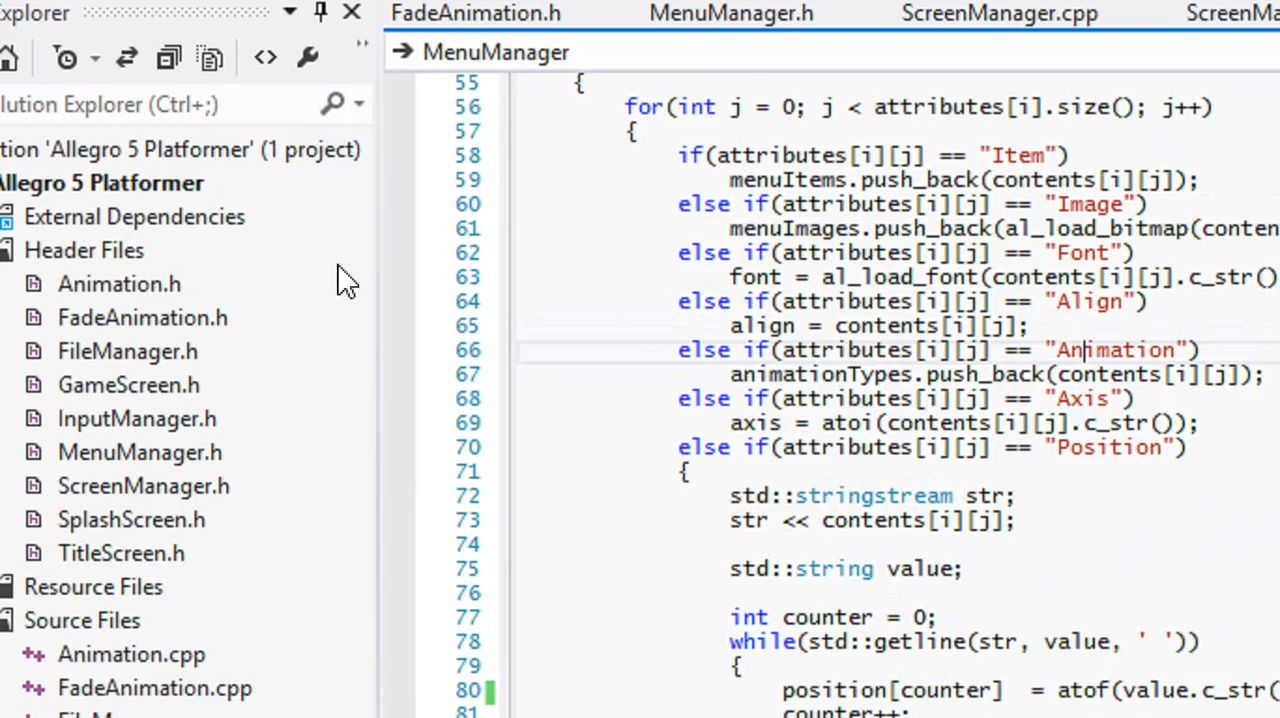 xplorer
FadeAnimation.h MenuManager.h ScreenManager.cpp ScreenMa
MenuManager
lution Explorer (Ctrl+;)
tion 'Allegro 5 Platformer' (1 project)
Allegro 5 Platformer
External Dependencies
Header Files
Animation.h
FadeAnimation.h
FileManager.h
GameScreen.h
InputManager.h
MenuManager.h
ScreenManager.h
SplashScreen.h
TitleScreen.h
Resource Files
Source Files
Animation.cpp
FadeAnimation.cpp
55 {
56 for(int j = 0; j < attributes[i].size(); j++)
57 {
58 if(attributes[i][j] == "Item")
59 menuItems.push_back(contents[i][j]);
60 else if(attributes[i][j] == "Image")
61 menuImages.push_back(al_load_bitmap(conten
62 else if(attributes[i][j] == "Font")
63 font = al_load_font(contents[i][j].c_str()
64 else if(attributes[i][j] == "Align")
65 align = contents[i][j];
66 else if(attributes[i][j] == "Animation")
67 animationTypes.push_back(contents[i][j]);
68 else if(attributes[i][j] == "Axis")
69 axis = atoi(contents[i][j].c_str());
70 else if(attributes[i][j] == "Position")
71 {
72 std::stringstream str;
73 str << contents[i][j];
74
75 std::string value;
76
77 int counter = 0;
78 while(std::getline(str, value, ' '))
79 {
80 position[counter] = atof(value.c_str(
81 counter++;